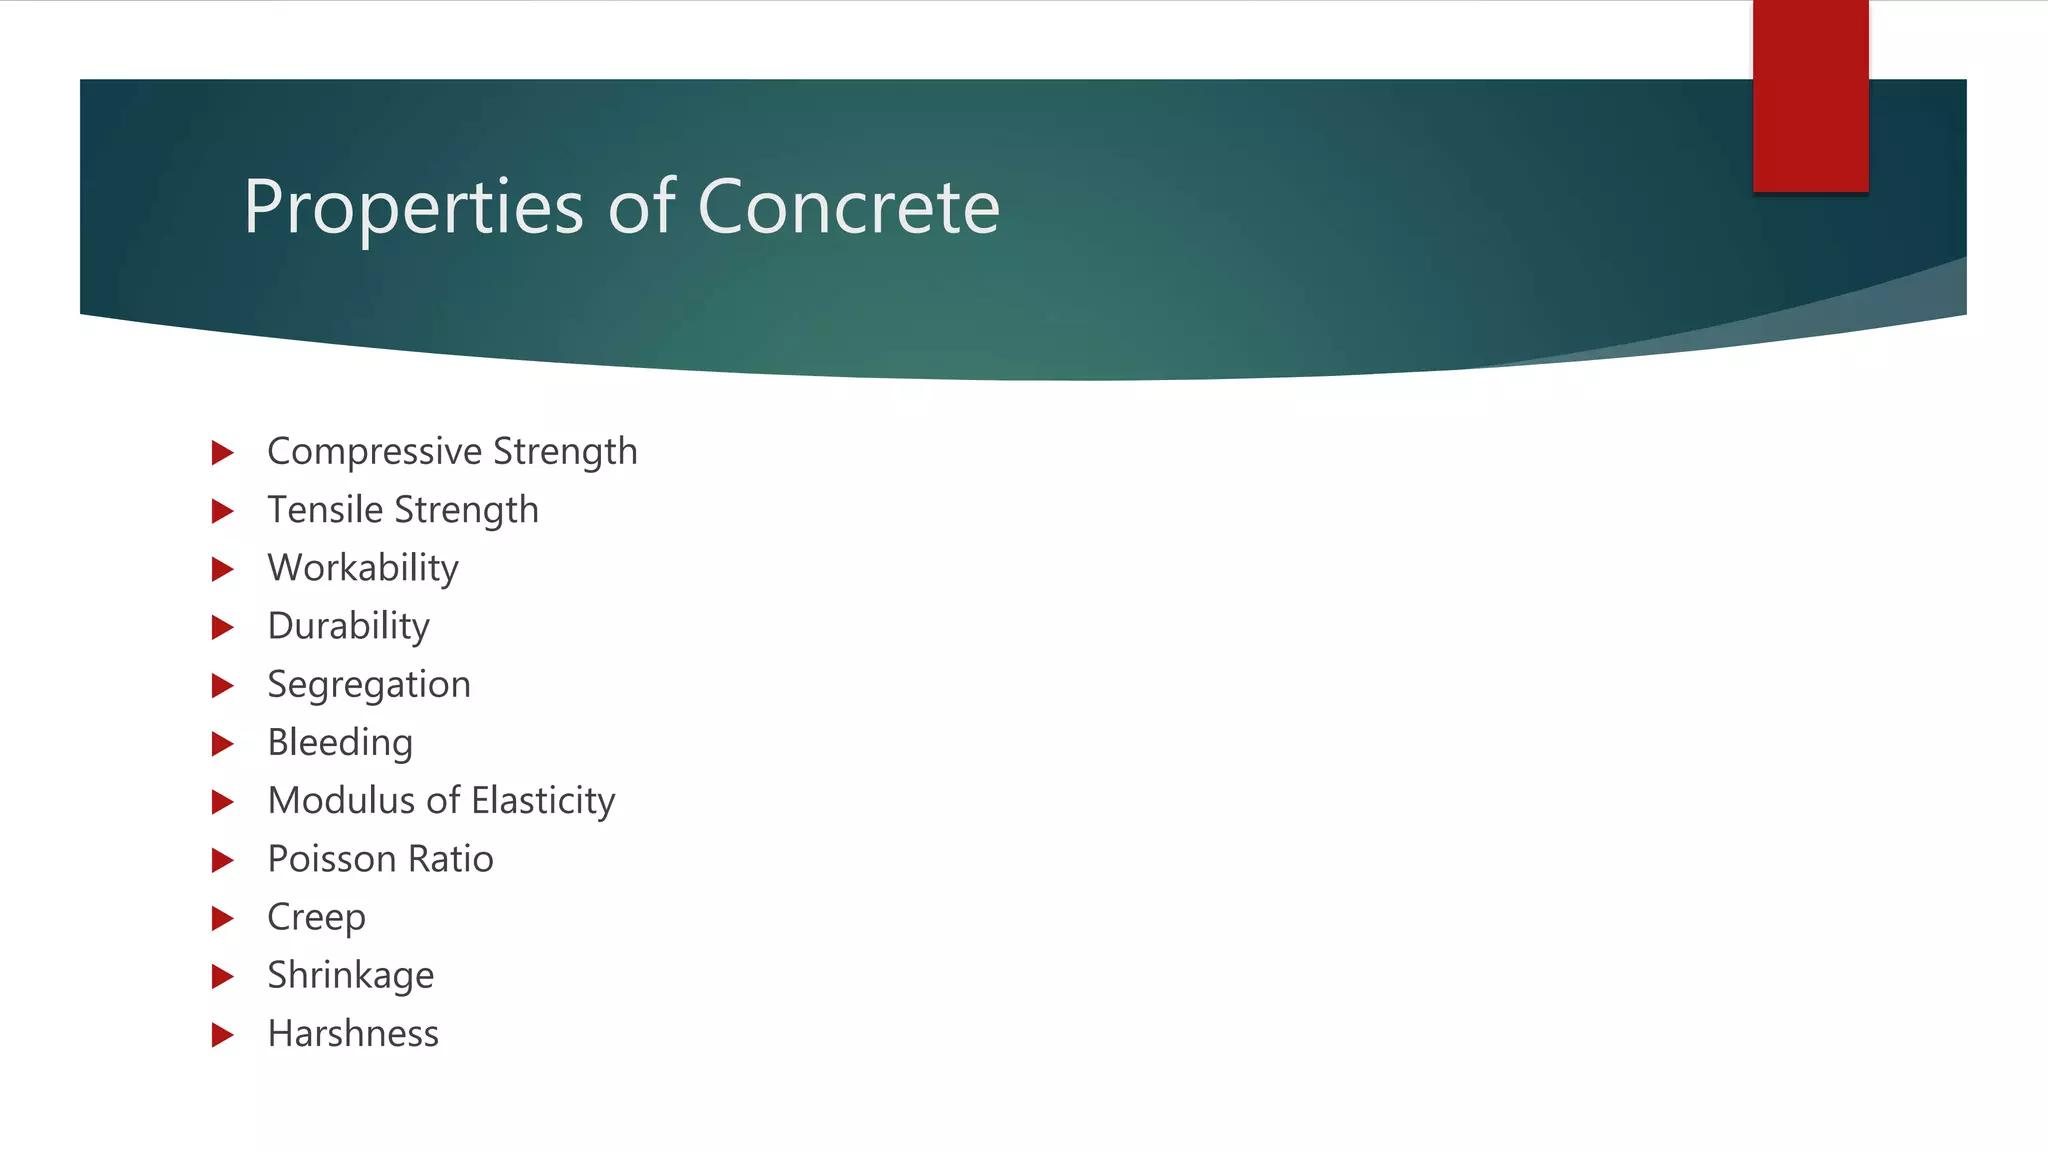 Properties of Concrete
Compressive Strength
Tensile Strength
Workability
Durability
Segregation
Bleeding
Modulus of Elasticity
Poisson Ratio
Creep
Shrinkage
Harshness